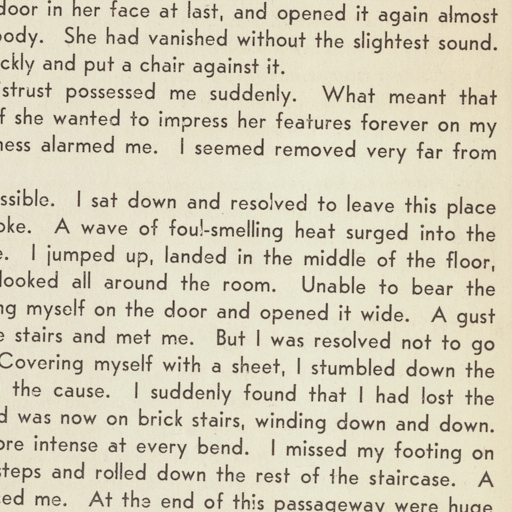 door in her face at last, and opened it again almost
body. She had vanished without the slightest sound.
ckly and put a chair against it.
strust possessed me suddenly. What meant that
f she wanted to impress her features forever on my
ness alarmed me. I seemed removed very far from
ssible. I sat down and resolved to leave this place
oke. A wave of foul-smelling heat surged into the
e. I jumped up, landed in the middle of the floor,
looked all around the room. Unable to bear the
ng myself on the door and opened it wide. A gust
e stairs and met me. But I was resolved not to go
Covering myself with a sheet, I stumbled down the
the cause. I suddenly found that I had lost the
d was now on brick stairs, winding down and down.
ore intense at every bend. I missed my footing on
steps and rolled down the rest of the staircase. A
ed me. At the end of this passageway were huge